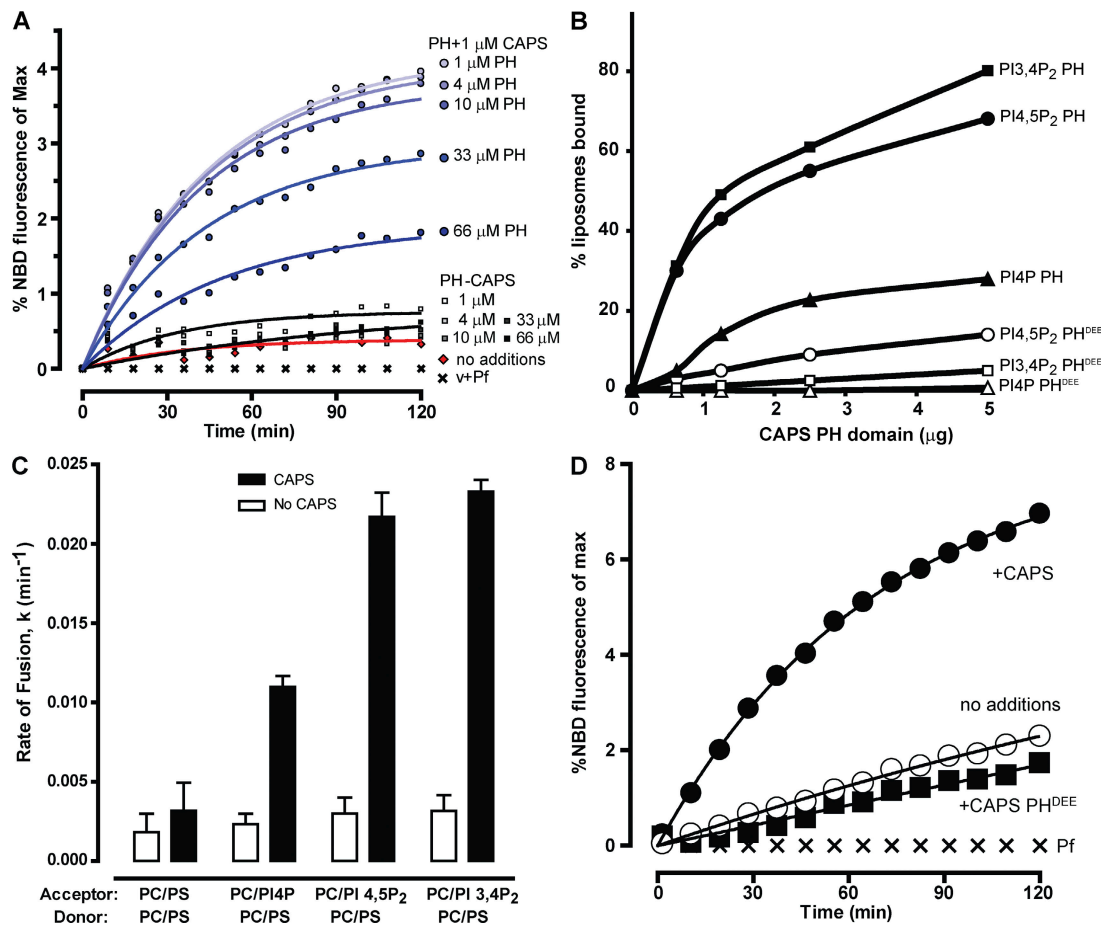 A
PH+1 μM CAPS
1 μM PH
4 μM PH
10 μM PH
33 μM PH
66 μM PH
PH-CAPS
1 μM
4 μM 33 μM
10 μM 66 μM
no additions
v+Pf
% NBD fluorescence of Max
4
3
2
1
0
0 30 60 90 120
Time (min)
B
% liposomes bound
80
60
40
20
0
0 1 2 3 4 5
CAPS PH domain (μg)
PI3,4P₂ PH
PI4,5P₂ PH
PI4P PH
PI4,5P₂ PHᴰᴱᴱ
PI3,4P₂ PHᴰᴱᴱ
PI4P PHᴰᴱᴱ
C
CAPS
No CAPS
Rate of Fusion, k (min⁻¹)
0.025
0.020
0.015
0.010
0.005
0.000
Acceptor: PC/PS PC/PI4P PC/PI 4,5P₂ PC/PI 3,4P₂
Donor: PC/PS PC/PS PC/PS PC/PS
D
%NBD fluorescence of max
8
6
4
2
0
+CAPS
no additions
+CAPS PHᴰᴱᴱ
Pf
0 30 60 90 120
Time (min)